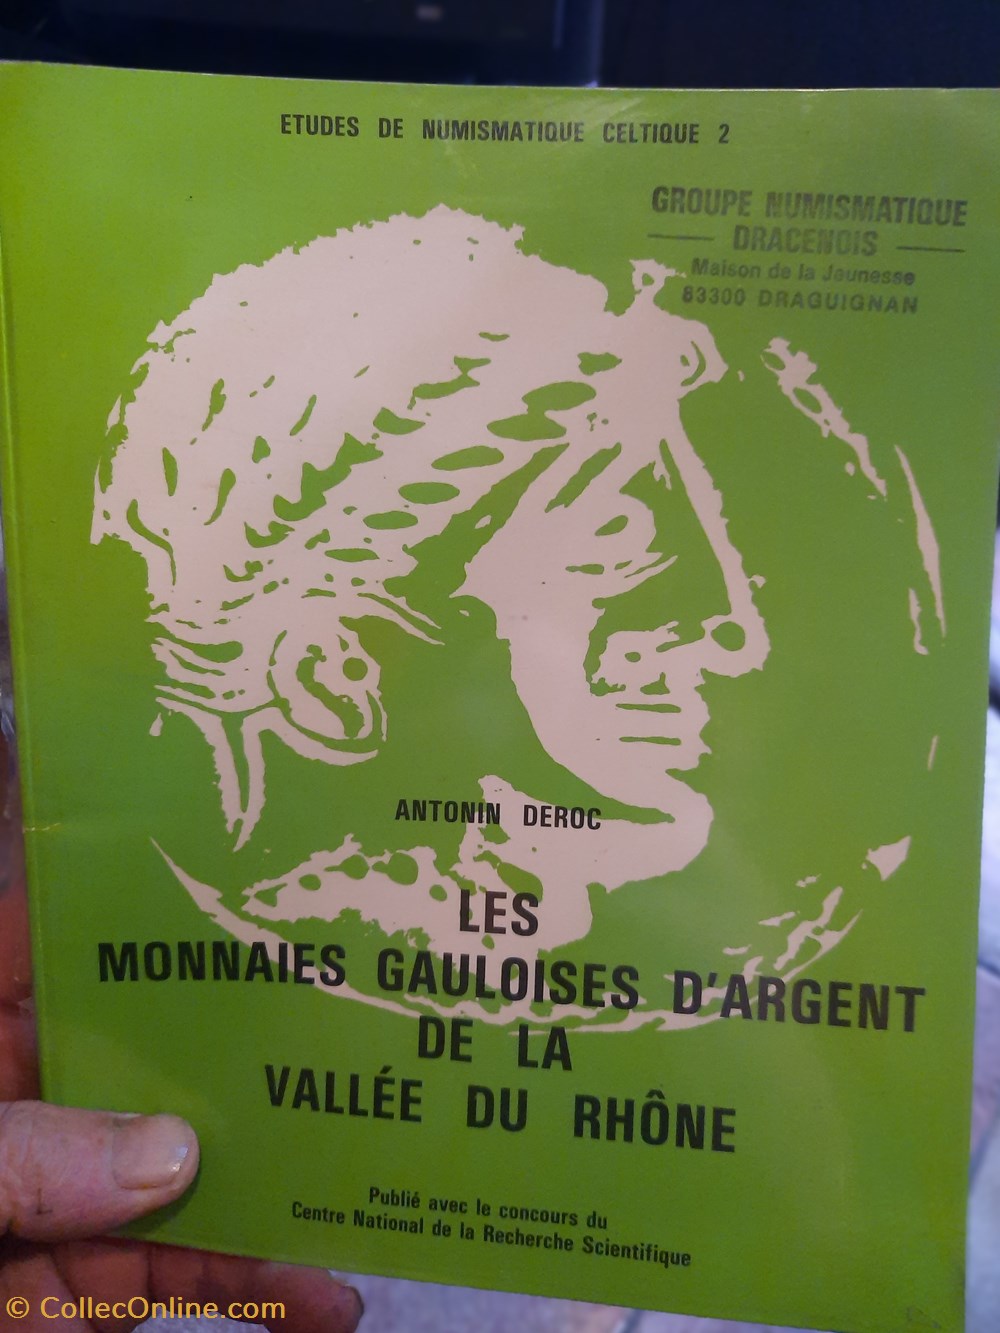 ETUDES DE NUMISMATIQUE CELTIQUE 2
GROUPE NUMISMATIQUE
DRACENOIS
Maison de la Jeunesse
83300 DRAGUIGNAN
ANTONIN DEROC
LES
MONNAIES GAULOISES D'ARGENT
DE LA
VALLÉE DU RHÔNE
Publié avec le concours du
Centre National de la Recherche Scientifique
© CollecOnline.com